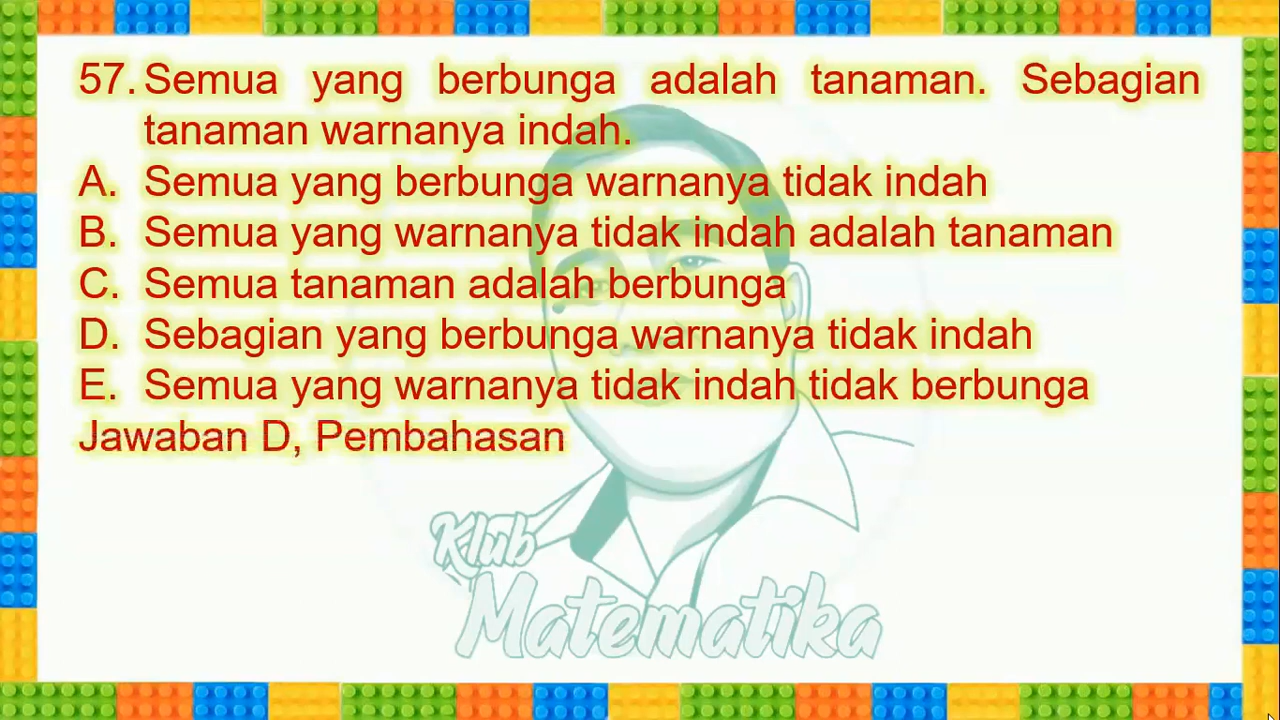 57. Semua yang berbunga adalah tanaman. Sebagian
tanaman warnanya indah.
A. Semua yang berbunga warnanya tidak indah
B. Semua yang warnanya tidak indah adalah tanaman
C. Semua tanaman adalah berbunga
D. Sebagian yang berbunga warnanya tidak indah
E. Semua yang warnanya tidak indah tidak berbunga
Jawaban D, Pembahasan
Klub
Matematika